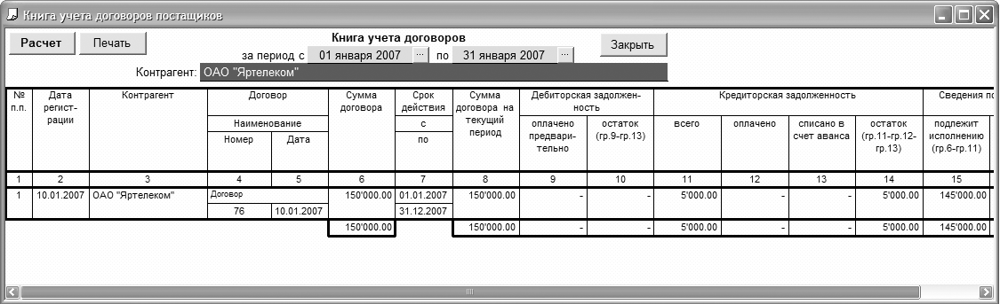 Книга учета договоров постащиков
Расчет Печать Книга учета договоров Закрыть
за период с 01 января 2007 ... по 31 января 2007 ...
Контрагент: ОАО "Яртелеком"
№ п.п. Дата регист-рации Контрагент Договор Сумма договора Срок действия Сумма договора на текущий период Дебиторская задолжен-ность Кредиторская задолженность Сведения по
Наименование с оплачено предвари-тельно остаток (гр.9-гр.13) всего оплачено списано в счет аванса остаток (гр.11-гр.12-гр.13) подлежит исполнению (гр.6-гр.11)
Номер Дата по
1 2 3 4 5 6 7 8 9 10 11 12 13 14 15
1 10.01.2007 ОАО "Яртелеком" Договор 150'000.00 01.01.2007 150'000.00 - - 5'000.00 - - 5'000.00 145'000.00
76 10.01.2007 31.12.2007
150'000.00 150'000.00 - - 5'000.00 - - 5'000.00 145'000.00